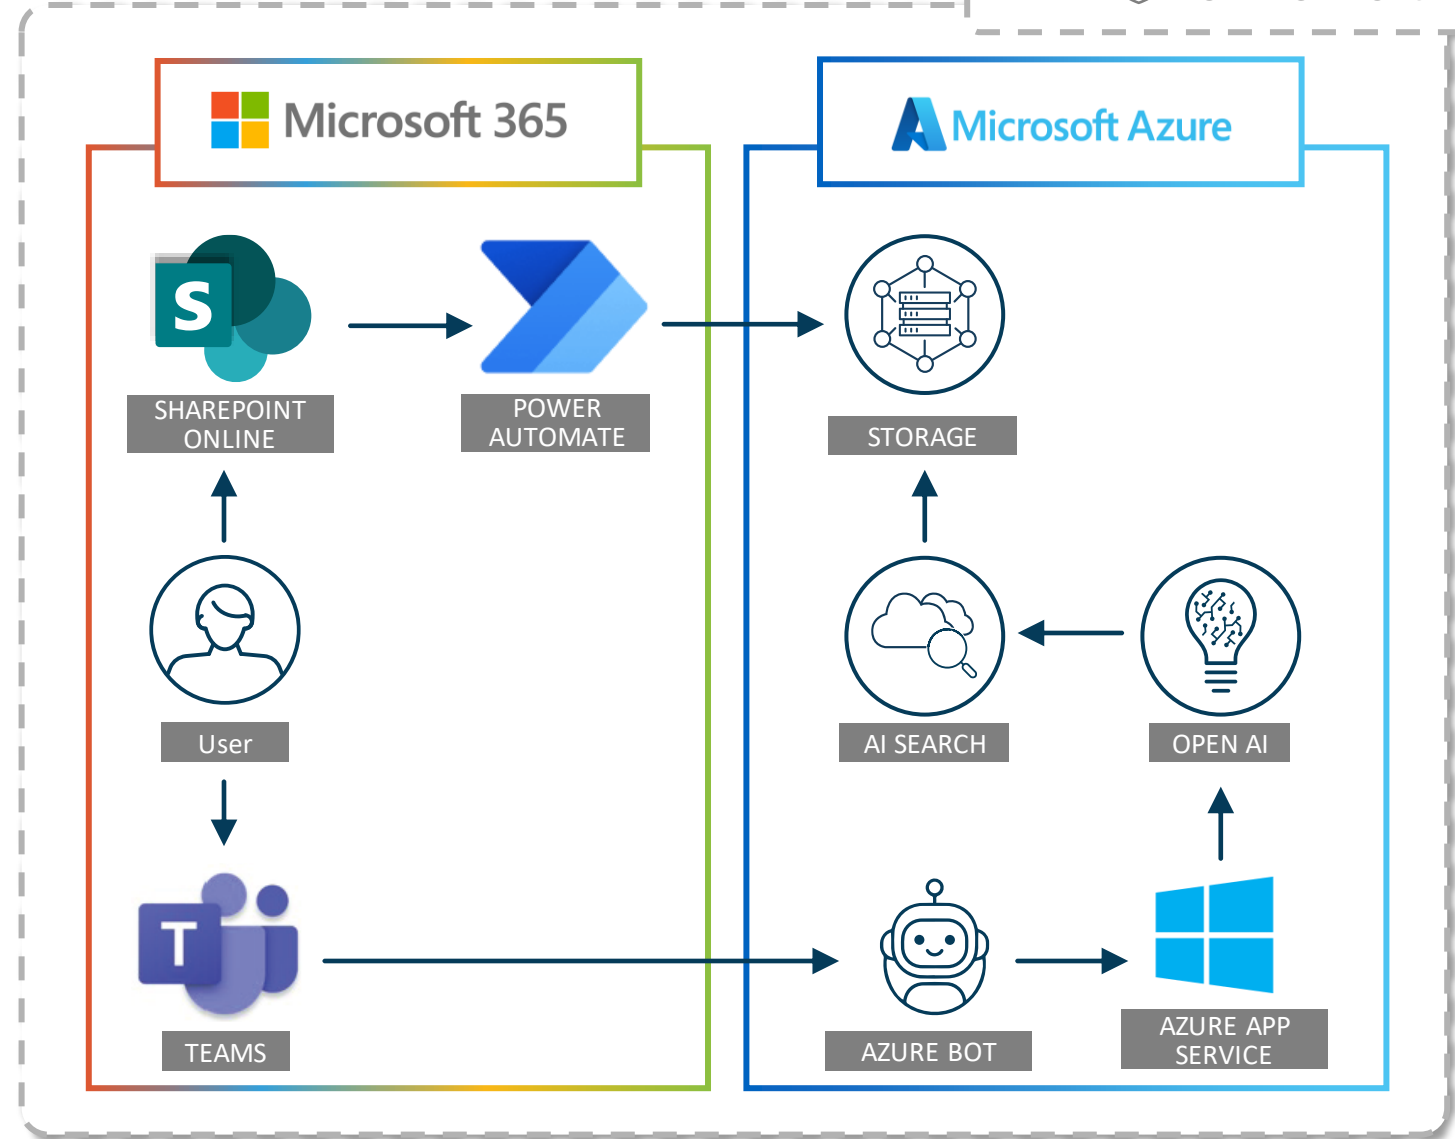 Microsoft 365
Microsoft Azure
S
SHAREPOINT
ONLINE
POWER
AUTOMATE
STORAGE
User
AI SEARCH
OPEN AI
T
TEAMS
AZURE BOT
AZURE APP
SERVICE